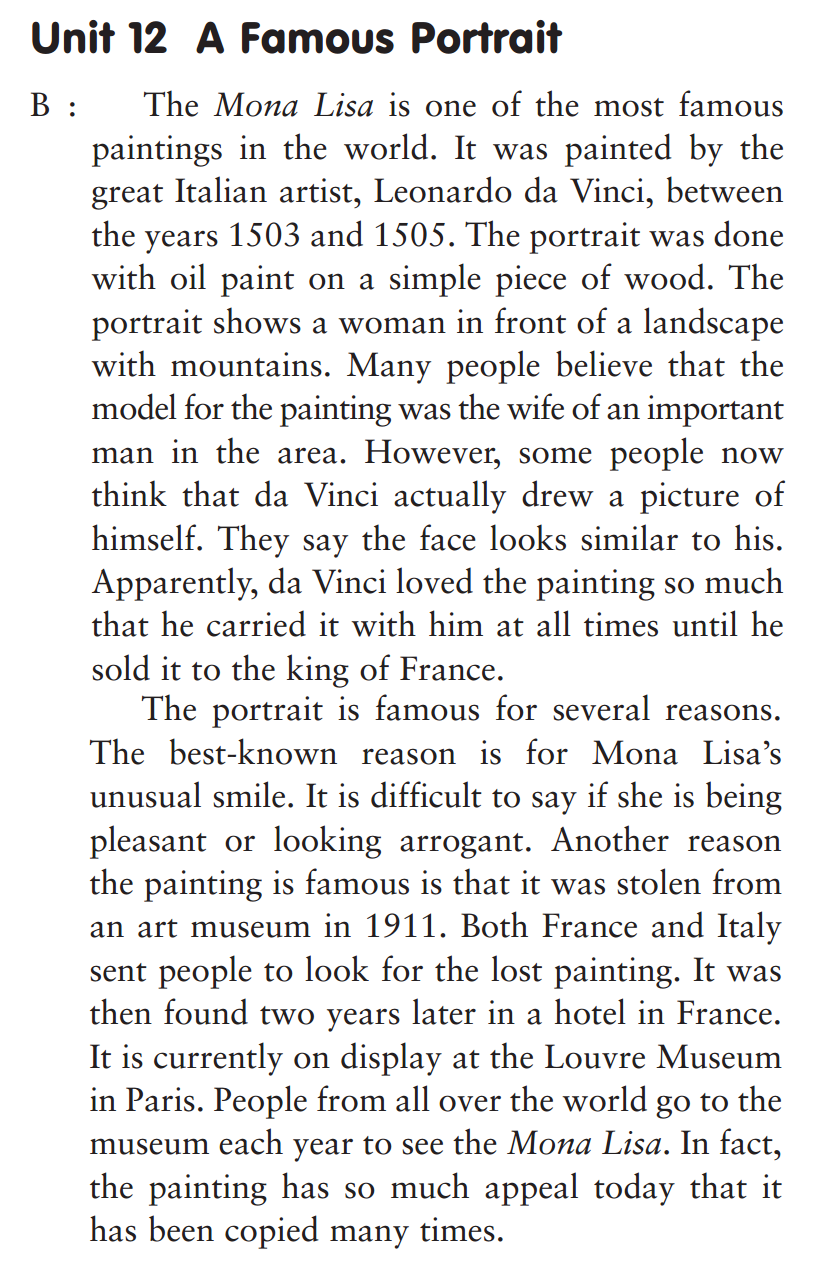 Unit 12 A Famous Portrait
B : The Mona Lisa is one of the most famous
paintings in the world. It was painted by the
great Italian artist, Leonardo da Vinci, between
the years 1503 and 1505. The portrait was done
with oil paint on a simple piece of wood. The
portrait shows a woman in front of a landscape
with mountains. Many people believe that the
model for the painting was the wife of an important
man in the area. However, some people now
think that da Vinci actually drew a picture of
himself. They say the face looks similar to his.
Apparently, da Vinci loved the painting so much
that he carried it with him at all times until he
sold it to the king of France.
The portrait is famous for several reasons.
The best-known reason is for Mona Lisa’s
unusual smile. It is difficult to say if she is being
pleasant or looking arrogant. Another reason
the painting is famous is that it was stolen from
an art museum in 1911. Both France and Italy
sent people to look for the lost painting. It was
then found two years later in a hotel in France.
It is currently on display at the Louvre Museum
in Paris. People from all over the world go to the
museum each year to see the Mona Lisa. In fact,
the painting has so much appeal today that it
has been copied many times.